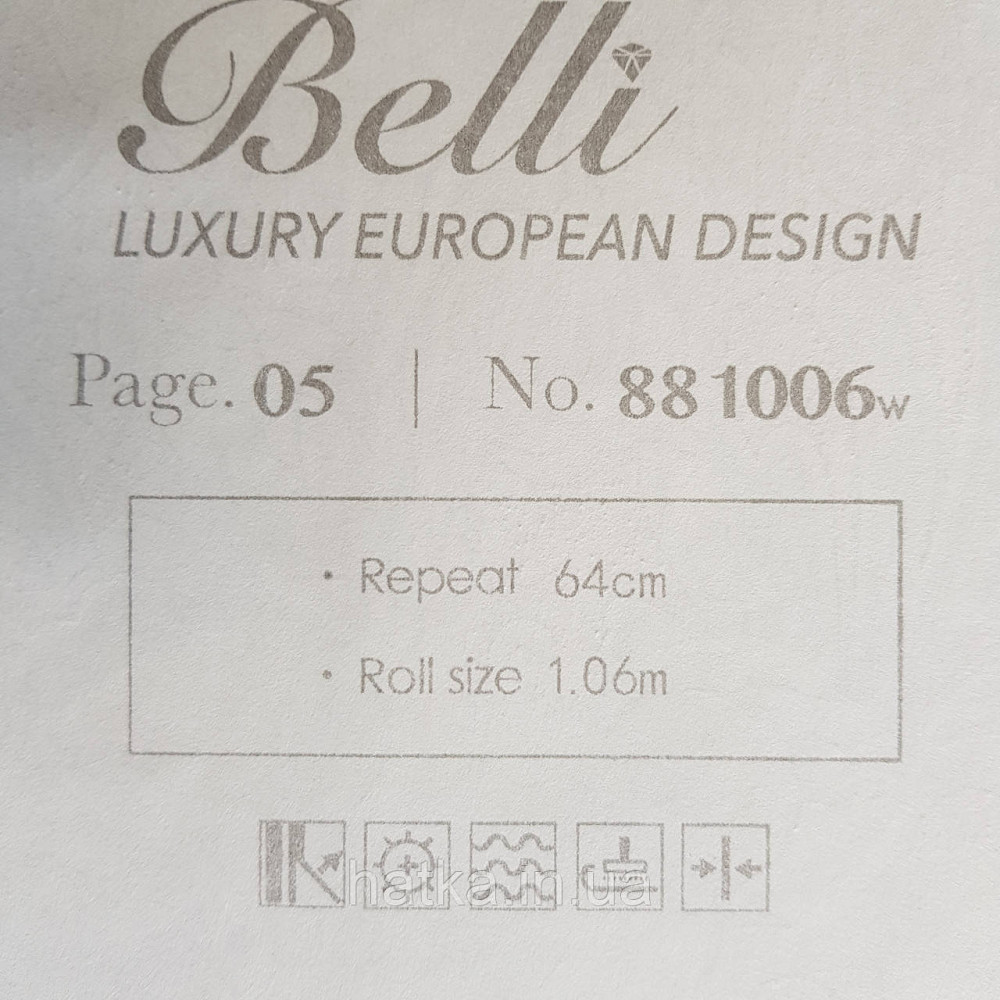 Belli
LUXURY EUROPEAN DESIGN
Page. 05 | No. 881006w
· Repeat 64cm
· Roll size 1.06m
hatka.in.ua